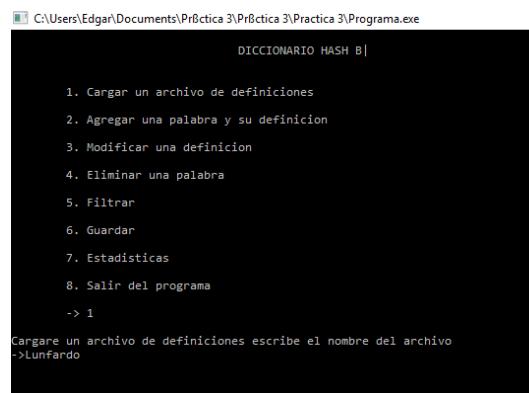 C:\Users\Edgar\Documents\Prßctica 3\Prßctica 3\Practica 3\Programa.exe
DICCIONARIO HASH B|
1. Cargar un archivo de definiciones
2. Agregar una palabra y su definicion
3. Modificar una definicion
4. Eliminar una palabra
5. Filtrar
6. Guardar
7. Estadisticas
8. Salir del programa
-> 1
Cargare un archivo de definiciones escribe el nombre del archivo
->Lunfardo